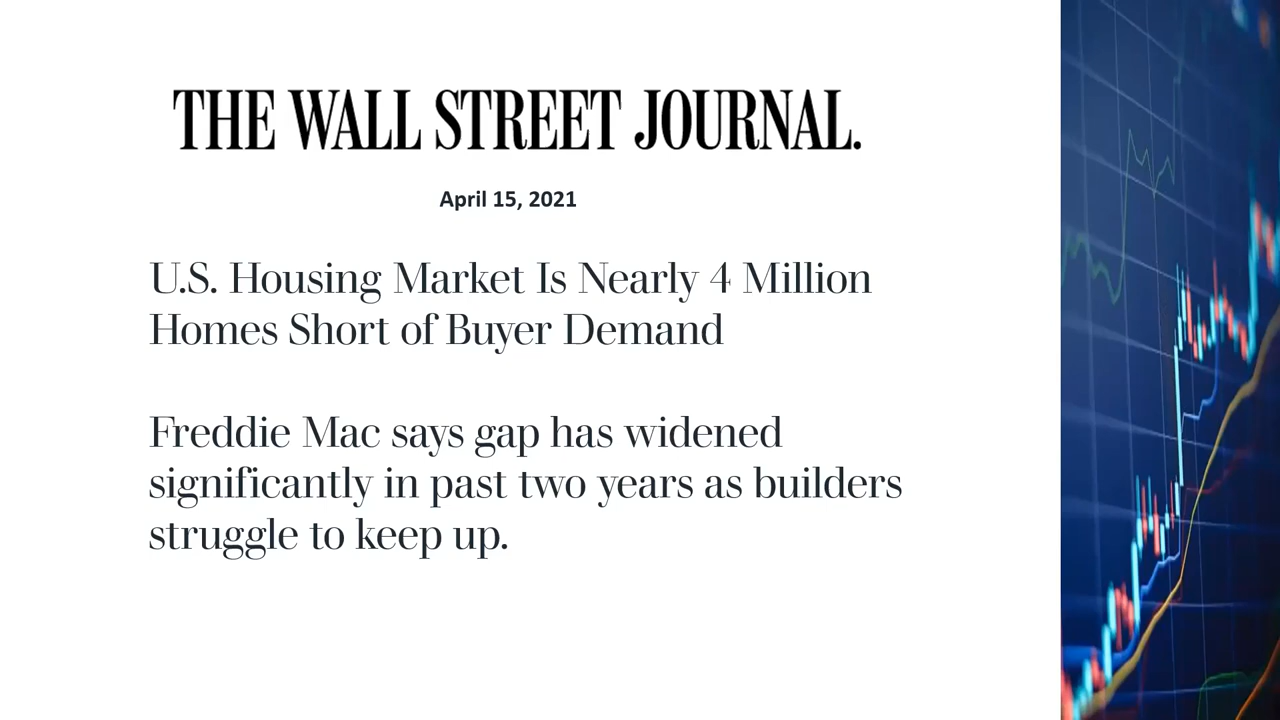 THE WALL STREET JOURNAL.
April 15, 2021
U.S. Housing Market Is Nearly 4 Million
Homes Short of Buyer Demand
Freddie Mac says gap has widened
significantly in past two years as builders
struggle to keep up.